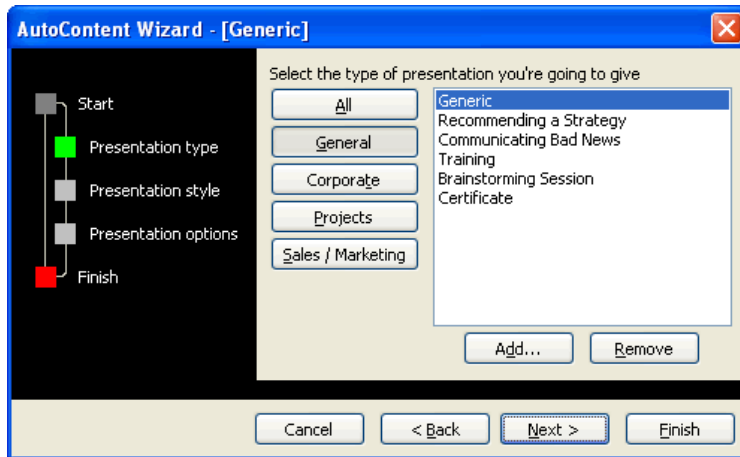 AutoContent Wizard - [Generic]
Start
Presentation type
Presentation style
Presentation options
Finish
Select the type of presentation you're going to give
All
General
Corporate
Projects
Sales / Marketing
Generic
Recommending a Strategy
Communicating Bad News
Training
Brainstorming Session
Certificate
Add...
Remove
Cancel
< Back
Next >
Finish